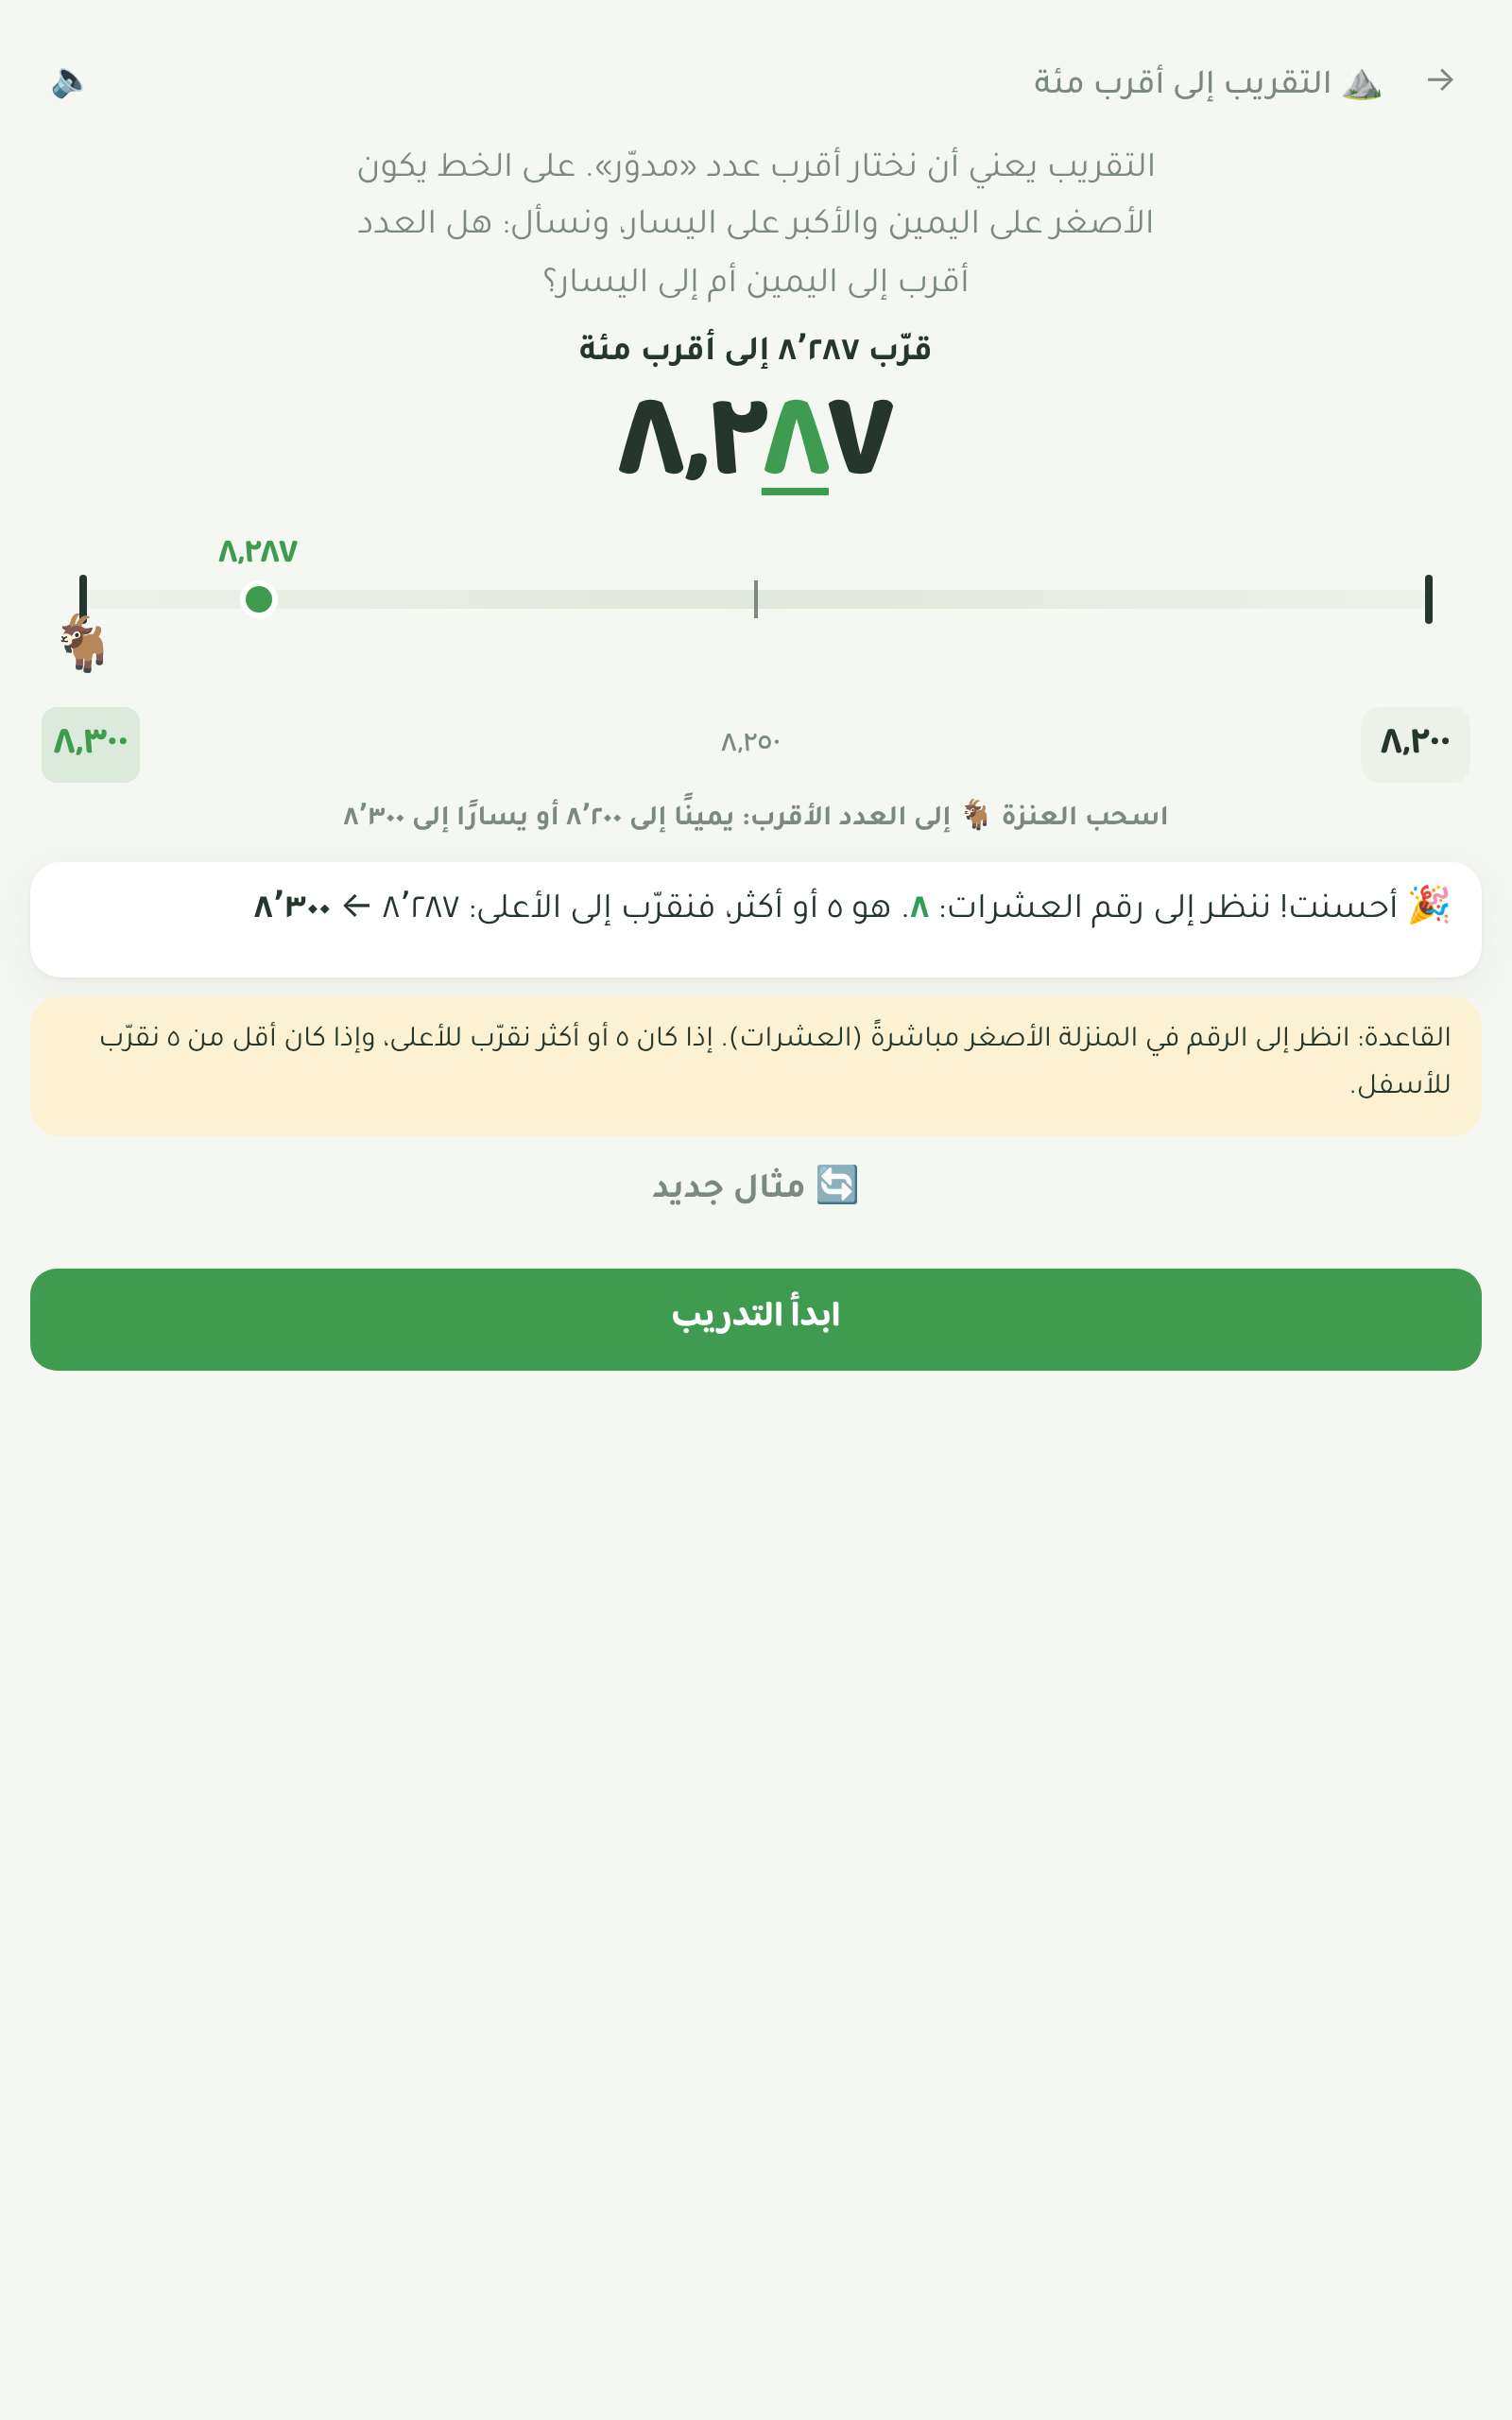 التقريب إلى أقرب مئة
التقريب يعني أن نختار أقرب عدد «مدوّر». على الخط يكون
الأصغر على اليمين والأكبر على اليسار، ونسأل: هل العدد
أقرب إلى اليمين أم إلى اليسار؟
قرّب ٨٬٢٨٧ إلى أقرب مئة
٨,٢٨٧
٨,٢٨٧
٨,٢٠٠
٨,٢٥٠
٨,٣٠٠
اسحب العنزة 🐐 إلى العدد الأقرب: يمينًا إلى ٨٬٢٠٠ أو يسارًا إلى ٨٬٣٠٠
🎉 أحسنت! ننظر إلى رقم العشرات: ٨. هو ٥ أو أكثر، فنقرّب إلى الأعلى: ٨٬٢٨٧ ← ٨٬٣٠٠
القاعدة: انظر إلى الرقم في المنزلة الأصغر مباشرةً (العشرات). إذا كان ٥ أو أكثر نقرّب للأعلى، وإذا كان أقل من ٥ نقرّب
للأسفل.
🔄 مثال جديد
ابدأ التدريب